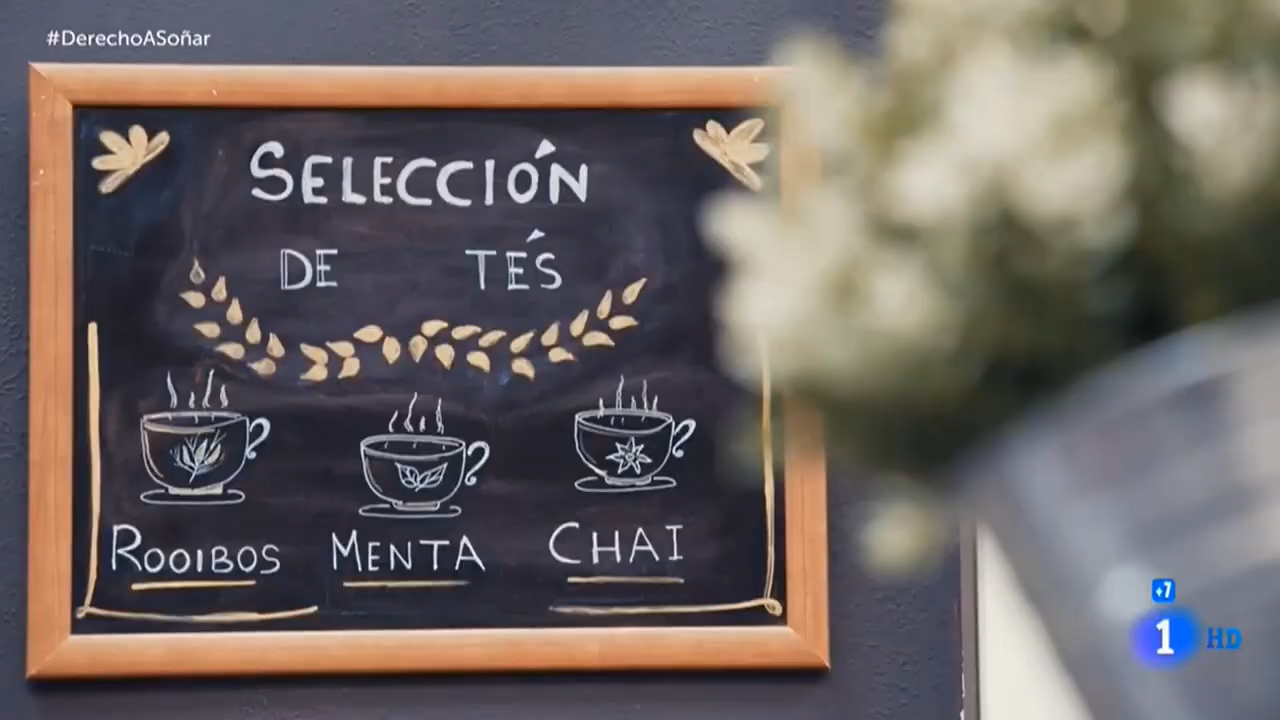 #DerechoASoñar
SELECCIÓN
DE TÉS
ROOIBOS MENTA CHAI
+7
1 HD